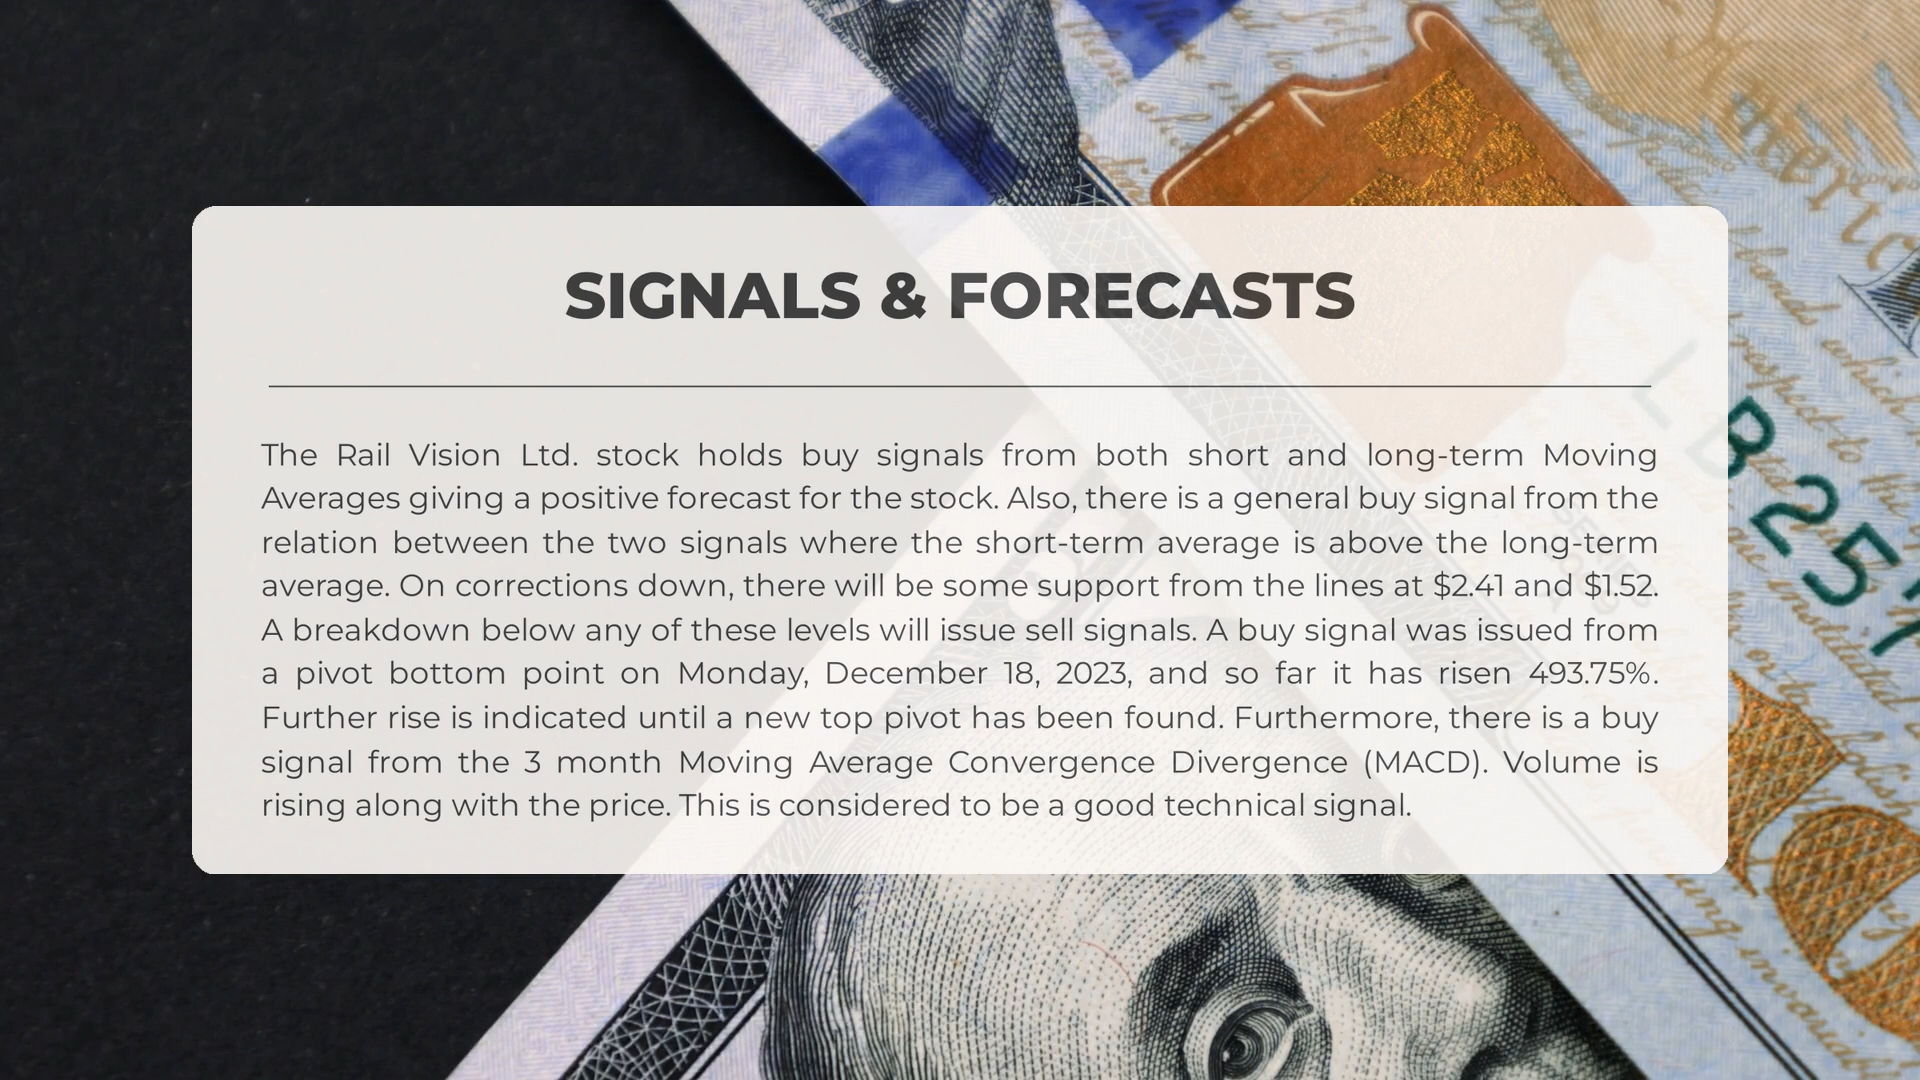 SIGNALS & FORECASTS
The Rail Vision Ltd. stock holds buy signals from both short and long-term Moving
Averages giving a positive forecast for the stock. Also, there is a general buy signal from the
relation between the two signals where the short-term average is above the long-term
average. On corrections down, there will be some support from the lines at $2.41 and $1.52.
A breakdown below any of these levels will issue sell signals. A buy signal was issued from
a pivot bottom point on Monday, December 18, 2023, and so far it has risen 493.75%.
Further rise is indicated until a new top pivot has been found. Furthermore, there is a buy
signal from the 3 month Moving Average Convergence Divergence (MACD). Volume is
rising along with the price. This is considered to be a good technical signal.